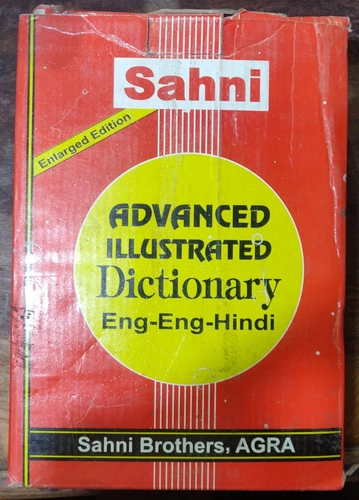 Sahni
Enlarged Edition
ADVANCED
ILLUSTRATED
Dictionary
Eng-Eng-Hindi
Sahni Brothers, AGRA